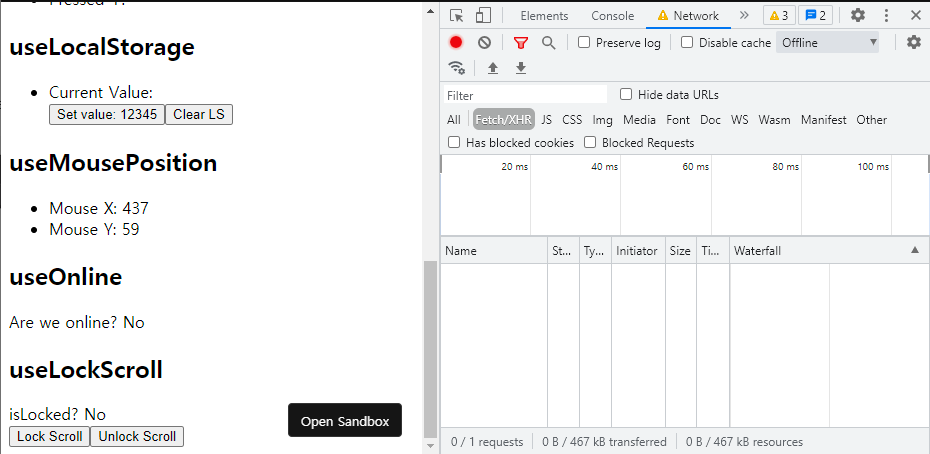 useLocalStorage
Current Value:
Set value: 12345 Clear LS
useMousePosition
Mouse X: 437
Mouse Y: 59
useOnline
Are we online? No
useLockScroll
isLocked? No
Lock Scroll Unlock Scroll
Open Sandbox
Elements Console Network 3 2
Preserve log Disable cache Offline
Filter Hide data URLs
All Fetch/XHR JS CSS Img Media Font Doc WS Wasm Manifest Other
Has blocked cookies Blocked Requests
20 ms 40 ms 60 ms 80 ms 100 ms
Name St... Ty... Initiator Size Ti... Waterfall
0 / 1 requests 0 B / 467 kB transferred 0 B / 467 kB resources